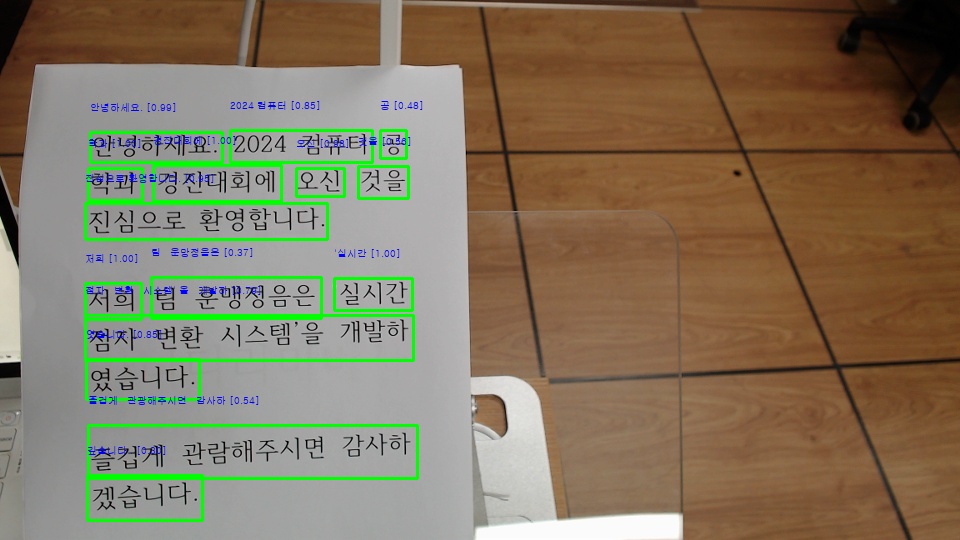 안녕하세요. [0.99] 2024 컴퓨터 [0.85] 공 [0.48]
안녕하세요. 2024 컴퓨터 공
학과 경진대회에 오신 것을
진심으로 환영합니다.
저희 [1.00] 팀 운망정음은 [0.37] '실시간 [1.00]
저희 팀 훈맹정음은 실시간
점자 변환 시스템'을 개발하
였습니다.
즐겁게 관광해주시면 감사하 [0.54]
즐겁게 관람해주시면 감사하
겠습니다.